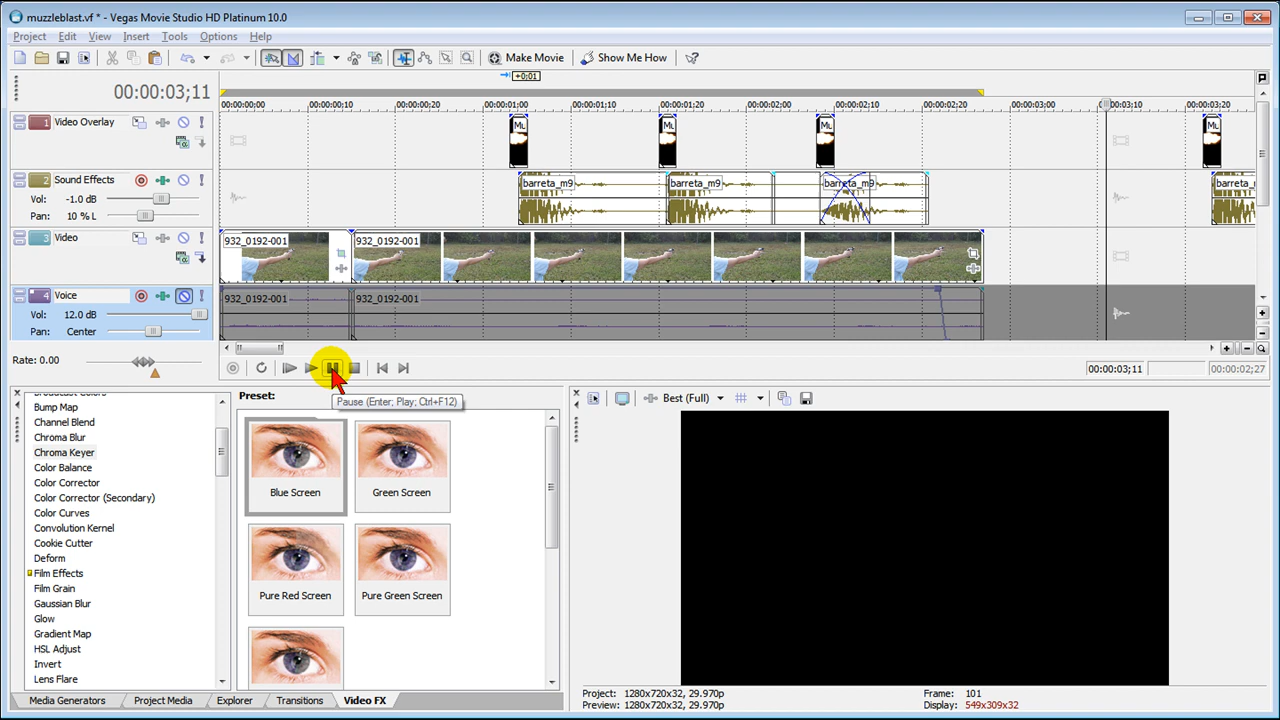 muzzleblast.vf * - Vegas Movie Studio HD Platinum 10.0
Project Edit View Insert Tools Options Help
Make Movie Show Me How
+0;01
00:00:03;11
00:00:00;00 00:00:00;10 00:00:00;20 00:00:01;00 00:00:01;10 00:00:01;20 00:00:02;00 00:00:02;10 00:00:02;20 00:00:03;00 00:00:03;10 00:00:03;20
1 Video Overlay
Mu Mu Mu Mu
2 Sound Effects
barreta_m9 barreta_m9 barreta_m9 barreta_
Vol: -1.0 dB
Pan: 10 % L
3 Video
932_0192-001 932_0192-001
4 Voice
932_0192-001 932_0192-001
Vol: 12.0 dB
Pan: Center
Rate: 0.00
00:00:03;11 00:00:02;27
Pause (Enter; Play; Ctrl+F12)
Bump Map
Channel Blend
Chroma Blur
Chroma Keyer
Color Balance
Color Corrector
Color Corrector (Secondary)
Color Curves
Convolution Kernel
Cookie Cutter
Deform
Film Effects
Film Grain
Gaussian Blur
Glow
Gradient Map
HSL Adjust
Invert
Lens Flare
Preset:
Blue Screen Green Screen
Pure Red Screen Pure Green Screen
Best (Full)
Media Generators Project Media Explorer Transitions Video FX
Project: 1280x720x32, 29.970p Frame: 101
Preview: 1280x720x32, 29.970p Display: 549x309x32